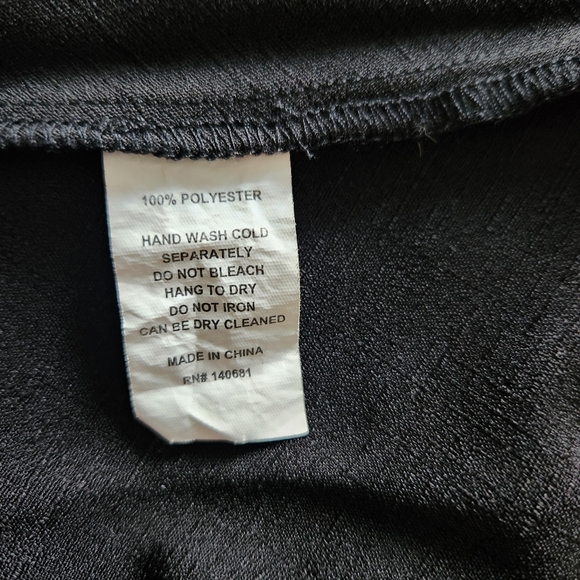 100% POLYESTER
HAND WASH COLD
SEPARATELY
DO NOT BLEACH
HANG TO DRY
DO NOT IRON
CAN BE DRY CLEANED
MADE IN CHINA
RN# 140681